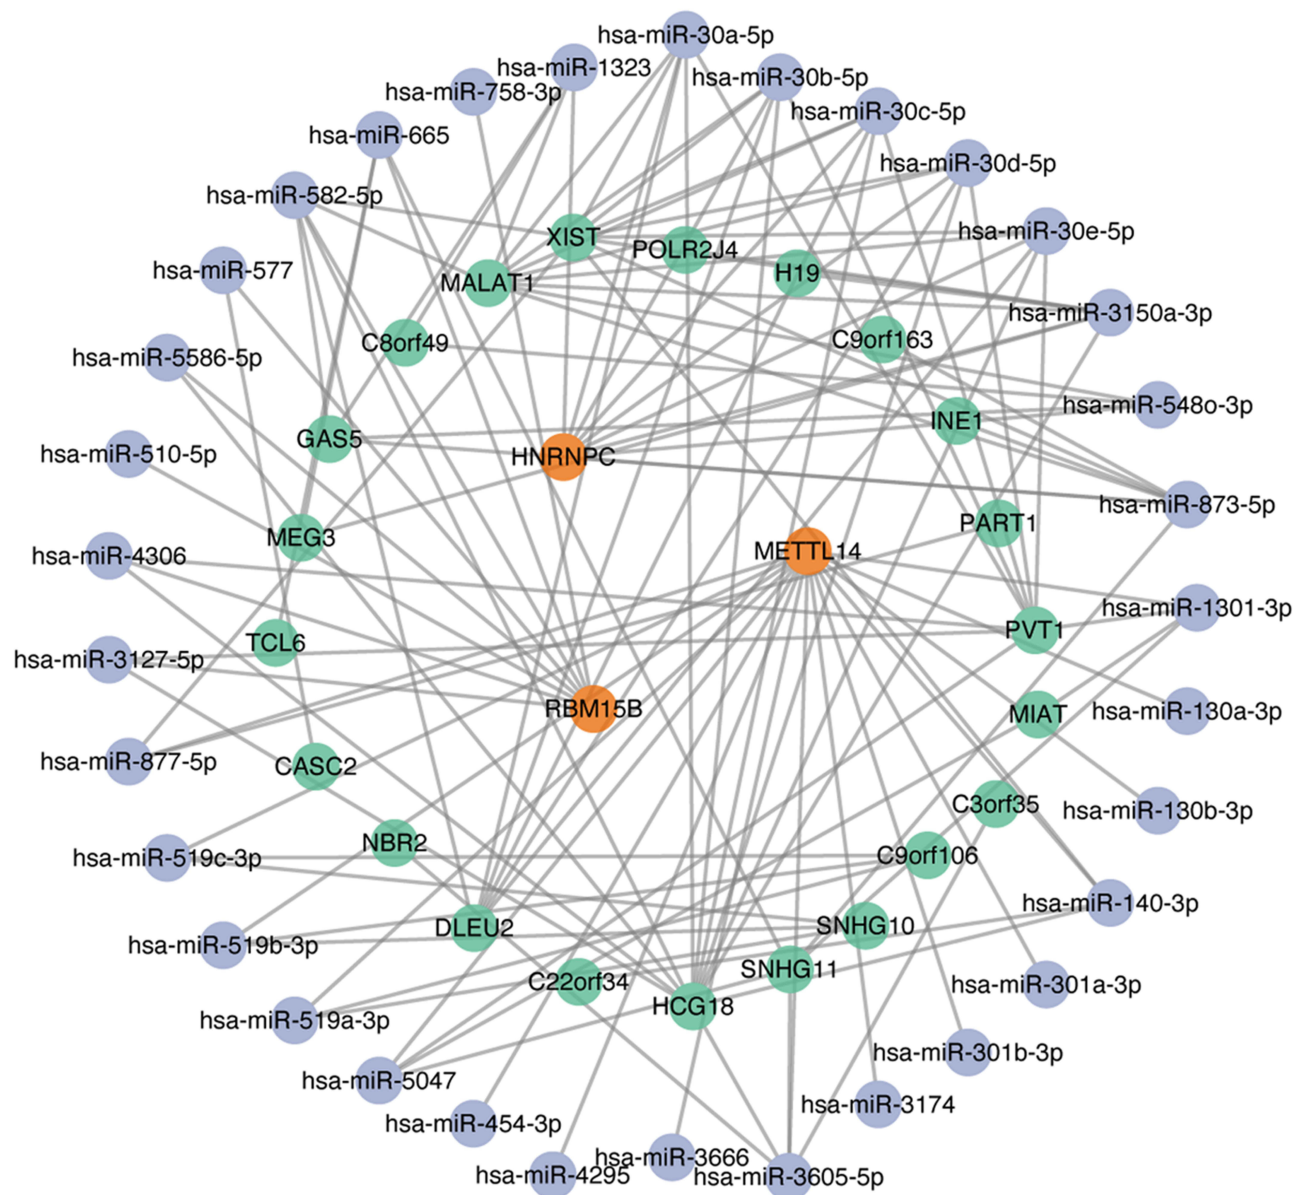 hsa-miR-30a-5p
hsa-miR-1323
hsa-miR-30b-5p
hsa-miR-758-3p
hsa-miR-30c-5p
hsa-miR-665
hsa-miR-30d-5p
hsa-miR-582-5p
hsa-miR-30e-5p
XIST
POLR2J4
hsa-miR-577
H19
MALAT1
hsa-miR-3150a-3p
C8orf49
C9orf163
hsa-miR-5586-5p
hsa-miR-548o-3p
INE1
GAS5
hsa-miR-510-5p
HNRNPC
hsa-miR-873-5p
PART1
MEG3
METTL14
hsa-miR-4306
hsa-miR-1301-3p
PVT1
TCL6
hsa-miR-3127-5p
RBM15B
MIAT
hsa-miR-130a-3p
hsa-miR-877-5p
CASC2
C3orf35
hsa-miR-130b-3p
NBR2
hsa-miR-519c-3p
C9orf106
hsa-miR-140-3p
DLEU2
SNHG10
hsa-miR-519b-3p
SNHG11
C22orf34
hsa-miR-301a-3p
HCG18
hsa-miR-519a-3p
hsa-miR-301b-3p
hsa-miR-5047
hsa-miR-3174
hsa-miR-454-3p
hsa-miR-3666
hsa-miR-4295
hsa-miR-3605-5p